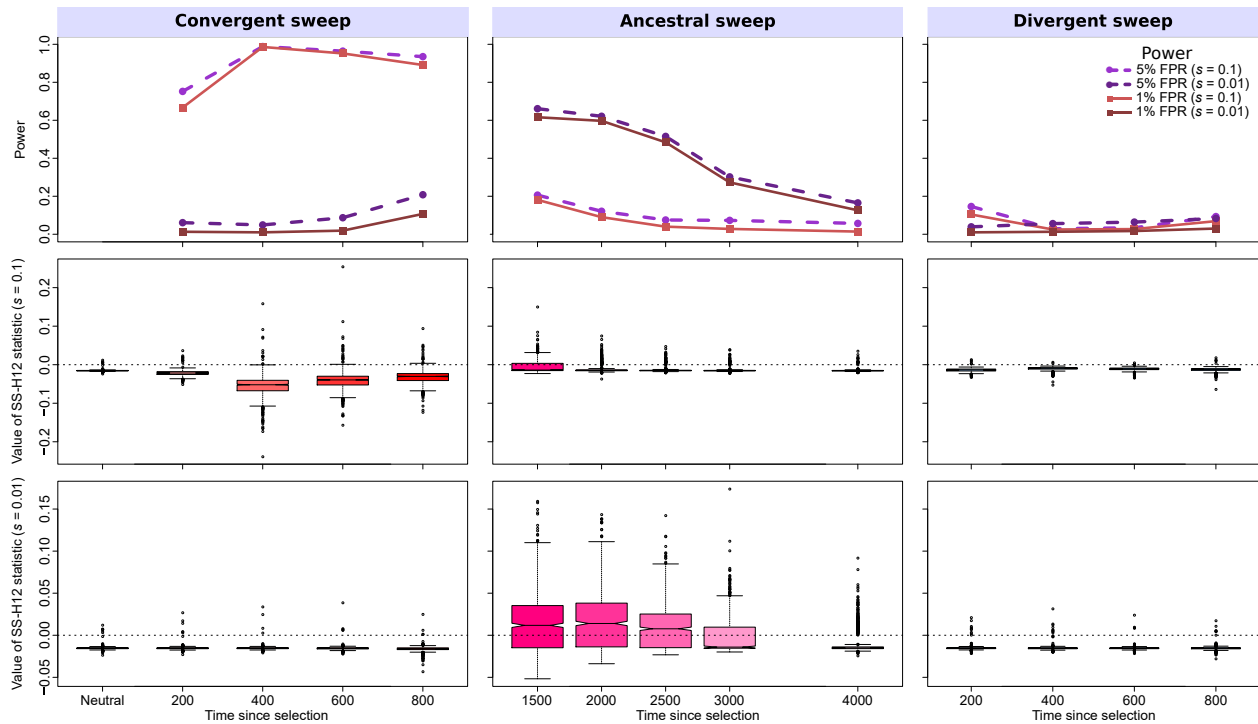 Convergent sweep
Ancestral sweep
Divergent sweep
Power
1.0
0.8
0.6
0.4
0.2
0.0
Power
5% FPR (s = 0.1)
5% FPR (s = 0.01)
1% FPR (s = 0.1)
1% FPR (s = 0.01)
Value of SS-H12 statistic (s = 0.1)
0.2
0.1
0.0
−0.1
−0.2
Value of SS-H12 statistic (s = 0.01)
0.15
0.10
0.05
0.00
−0.05
Neutral 200 400 600 800
Time since selection
1500 2000 2500 3000 4000
Time since selection
200 400 600 800
Time since selection